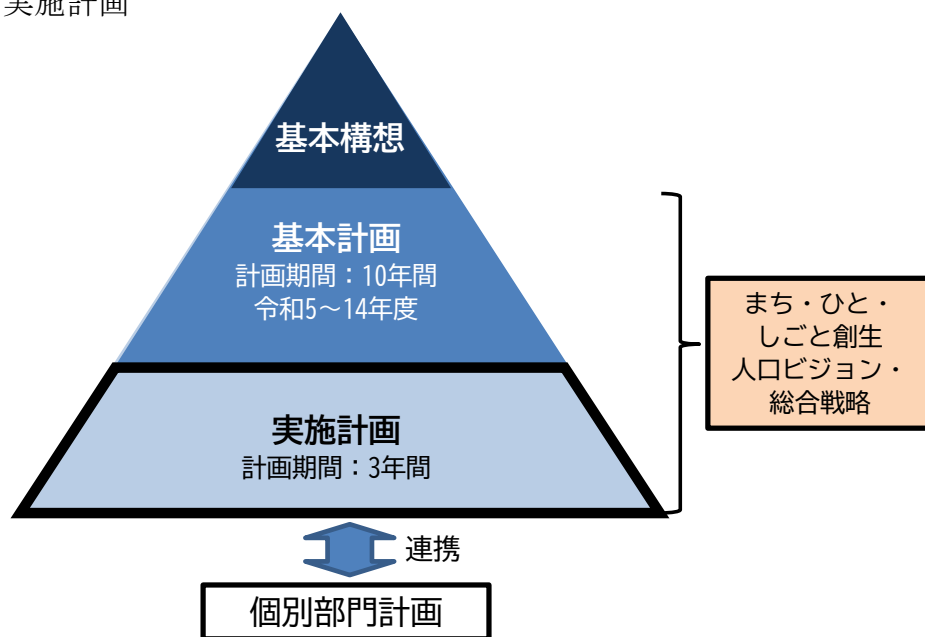 実施計画
基本構想
基本計画
計画期間：10年間
令和5～14年度
まち・ひと・
しごと創生
人口ビジョン・
総合戦略
実施計画
計画期間：3年間
連携
個別部門計画